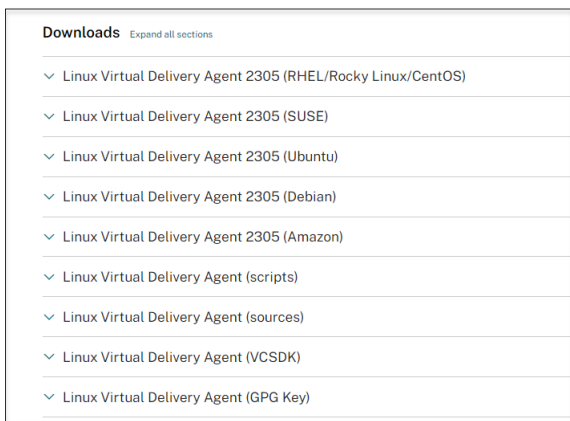 Downloads Expand all sections
Linux Virtual Delivery Agent 2305 (RHEL/Rocky Linux/CentOS)
Linux Virtual Delivery Agent 2305 (SUSE)
Linux Virtual Delivery Agent 2305 (Ubuntu)
Linux Virtual Delivery Agent 2305 (Debian)
Linux Virtual Delivery Agent 2305 (Amazon)
Linux Virtual Delivery Agent (scripts)
Linux Virtual Delivery Agent (sources)
Linux Virtual Delivery Agent (VCSDK)
Linux Virtual Delivery Agent (GPG Key)